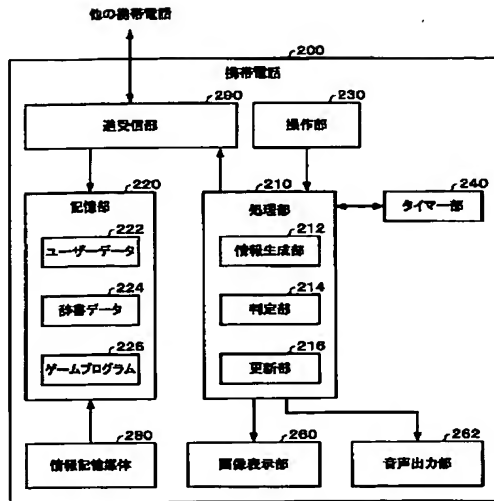 他の携帯電話
200
携帯電話
290
送受信部
230
操作部
220
記憶部
222
ユーザーデータ
224
辞書データ
226
ゲームプログラム
210
処理部
212
情報生成部
214
判定部
216
更新部
240
タイマー部
280
情報記憶媒体
260
画像表示部
262
音声出力部